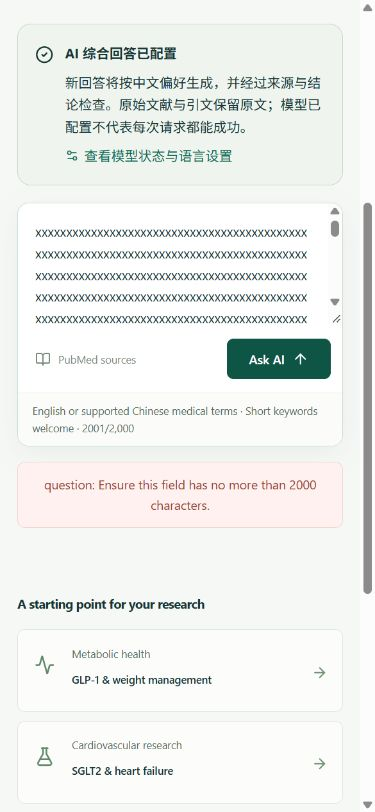 AI 综合回答已配置
新回答将按中文偏好生成，并经过来源与结
论检查。原始文献与引文保留原文；模型已
配置不代表每次请求都能成功。
查看模型状态与语言设置
xxxxxxxxxxxxxxxxxxxxxxxxxxxxxxxxxxxxxxxxxxx
xxxxxxxxxxxxxxxxxxxxxxxxxxxxxxxxxxxxxxxxxxx
xxxxxxxxxxxxxxxxxxxxxxxxxxxxxxxxxxxxxxxxxxx
xxxxxxxxxxxxxxxxxxxxxxxxxxxxxxxxxxxxxxxxxxx
xxxxxxxxxxxxxxxxxxxxxxxxxxxxxxxxxxxxxxxxxxx
PubMed sources
Ask AI
English or supported Chinese medical terms · Short keywords
welcome · 2001/2,000
question: Ensure this field has no more than 2000
characters.
A starting point for your research
Metabolic health
GLP-1 & weight management
Cardiovascular research
SGLT2 & heart failure